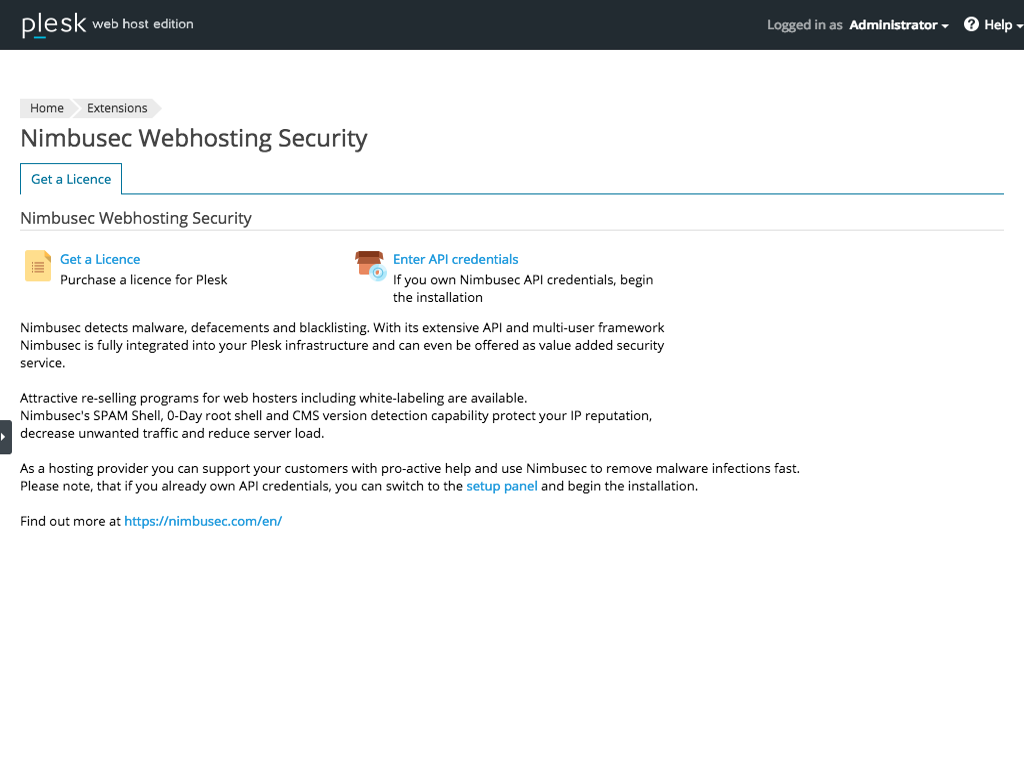 plesk web host edition
Logged in as Administrator
Help
Home
Extensions
Nimbusec Webhosting Security
Get a Licence
Nimbusec Webhosting Security
Get a Licence
Purchase a licence for Plesk
Enter API credentials
If you own Nimbusec API credentials, begin
the installation
Nimbusec detects malware, defacements and blacklisting. With its extensive API and multi-user framework
Nimbusec is fully integrated into your Plesk infrastructure and can even be offered as value added security
service.
Attractive re-selling programs for web hosters including white-labeling are available.
Nimbusec's SPAM Shell, 0-Day root shell and CMS version detection capability protect your IP reputation,
decrease unwanted traffic and reduce server load.
As a hosting provider you can support your customers with pro-active help and use Nimbusec to remove malware infections fast.
Please note, that if you already own API credentials, you can switch to the setup panel and begin the installation.
Find out more at https://nimbusec.com/en/